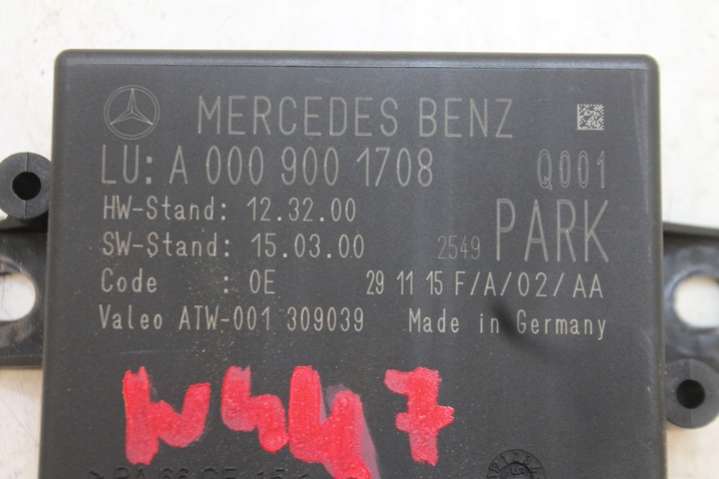 MERCEDES BENZ
LU: A 000 900 1708 Q001
HW-Stand: 12.32.00
SW-Stand: 15.03.00 2549 PARK
Code : 0E 29 11 15 F/A/02/AA
Valeo ATW-001 309039 Made in Germany
W447